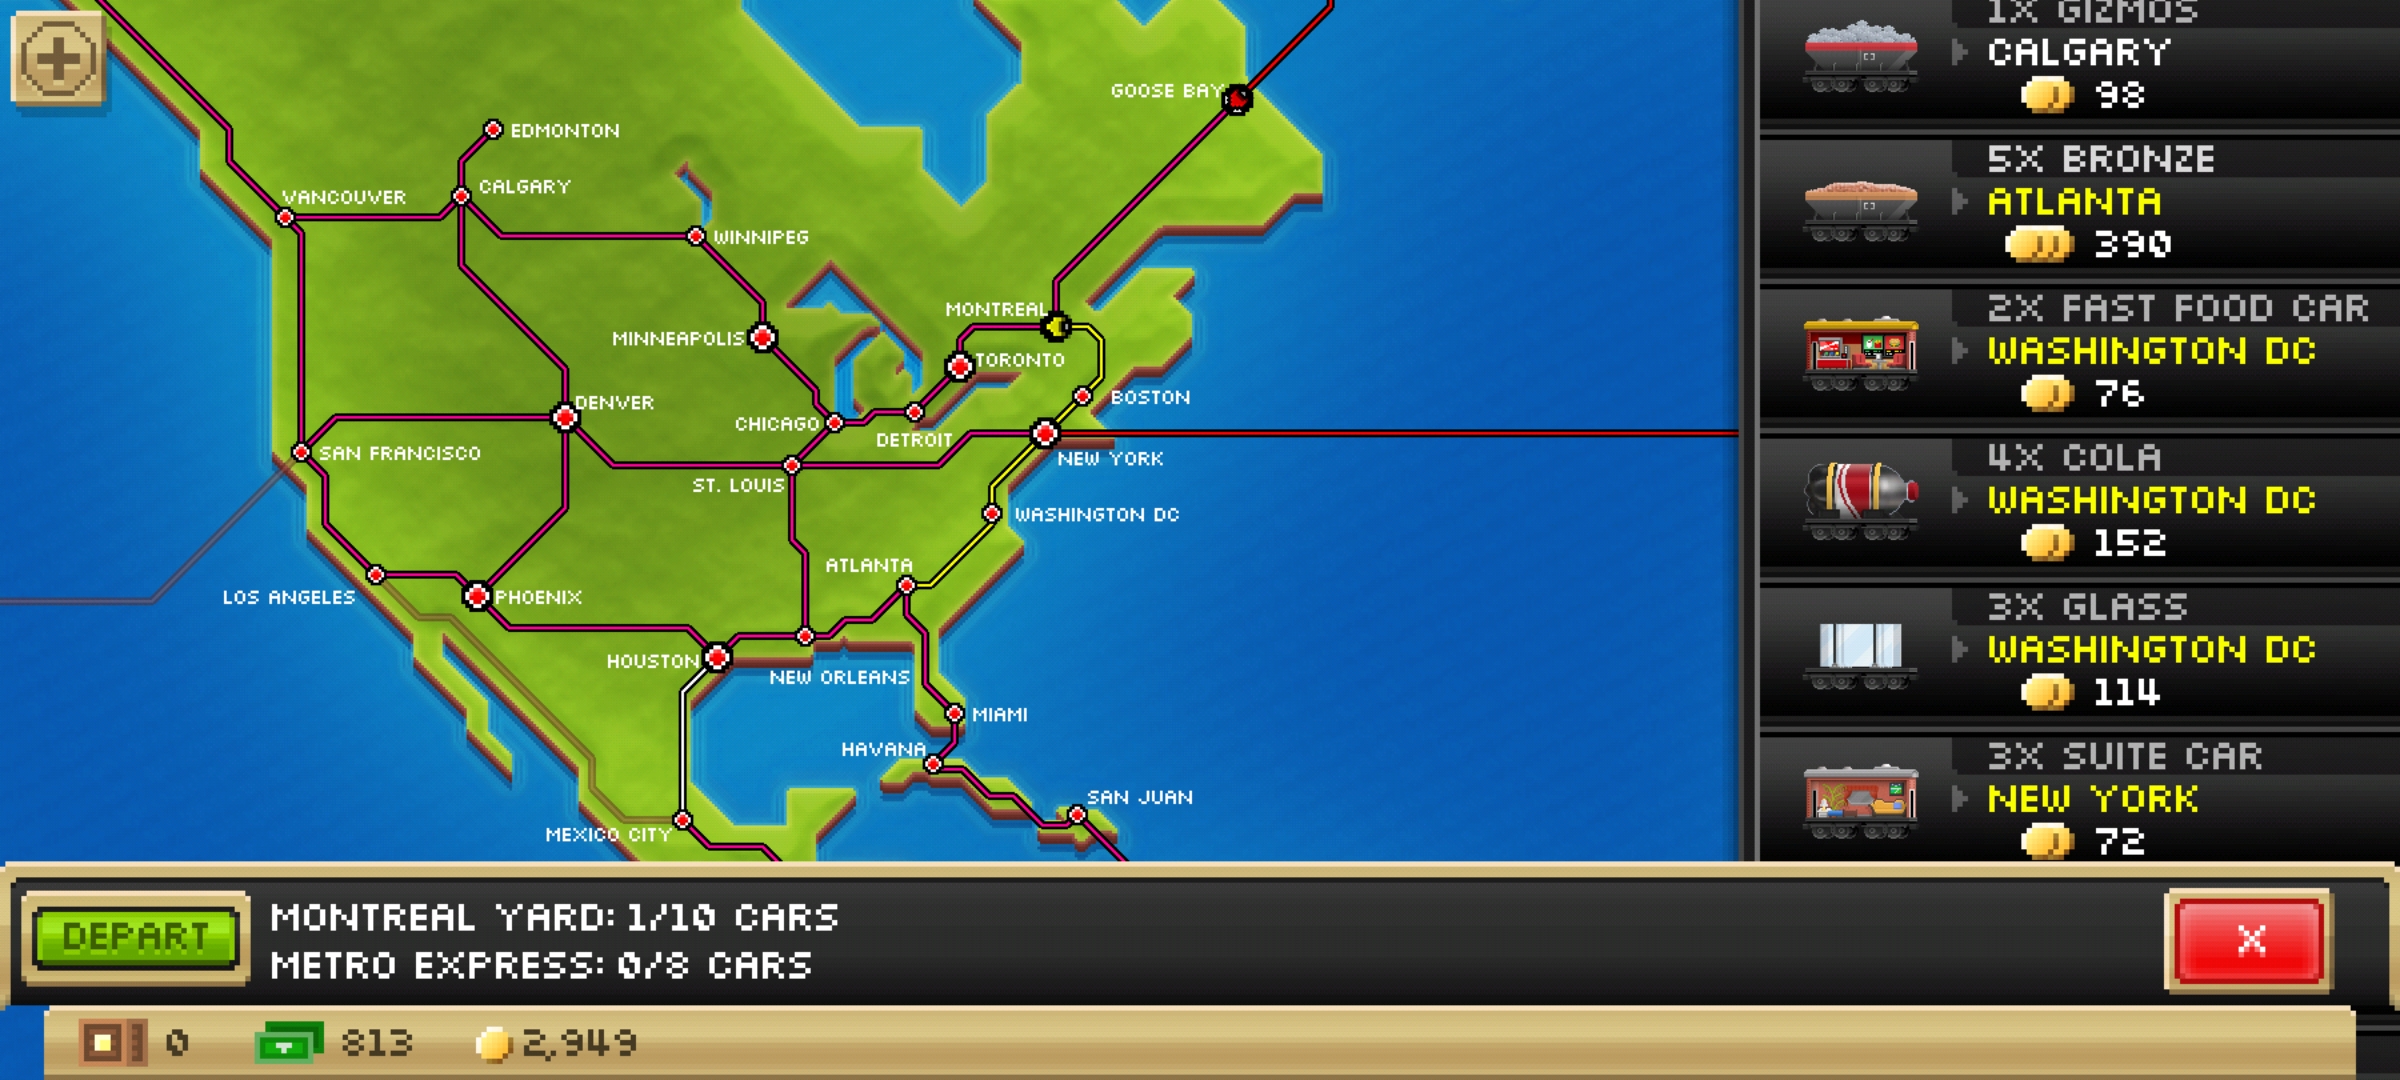 1X GIZMOS
CALGARY
98
5X BRONZE
ATLANTA
390
2X FAST FOOD CAR
WASHINGTON DC
76
4X COLA
WASHINGTON DC
152
3X GLASS
WASHINGTON DC
114
3X SUITE CAR
NEW YORK
72
GOOSE BAY
EDMONTON
CALGARY
VANCOUVER
WINNIPEG
MONTREAL
MINNEAPOLIS
TORONTO
BOSTON
DENVER
CHICAGO
DETROIT
SAN FRANCISCO
NEW YORK
ST. LOUIS
WASHINGTON DC
ATLANTA
LOS ANGELES
PHOENIX
HOUSTON
NEW ORLEANS
MIAMI
HAVANA
SAN JUAN
MEXICO CITY
DEPART
MONTREAL YARD: 1/10 CARS
METRO EXPRESS: 0/8 CARS
X
0
813
2,949